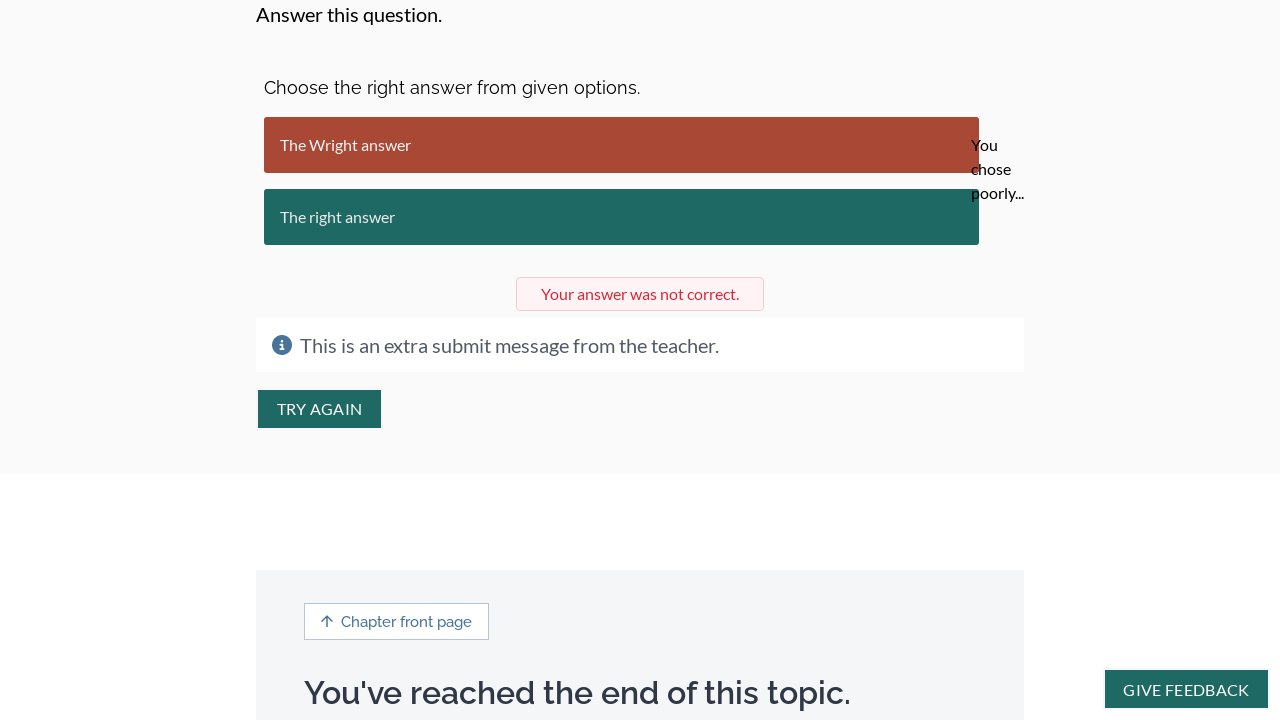 Answer this question.
Choose the right answer from given options.
The Wright answer
You
chose
poorly...
The right answer
Your answer was not correct.
This is an extra submit message from the teacher.
TRY AGAIN
Chapter front page
You've reached the end of this topic.
GIVE FEEDBACK